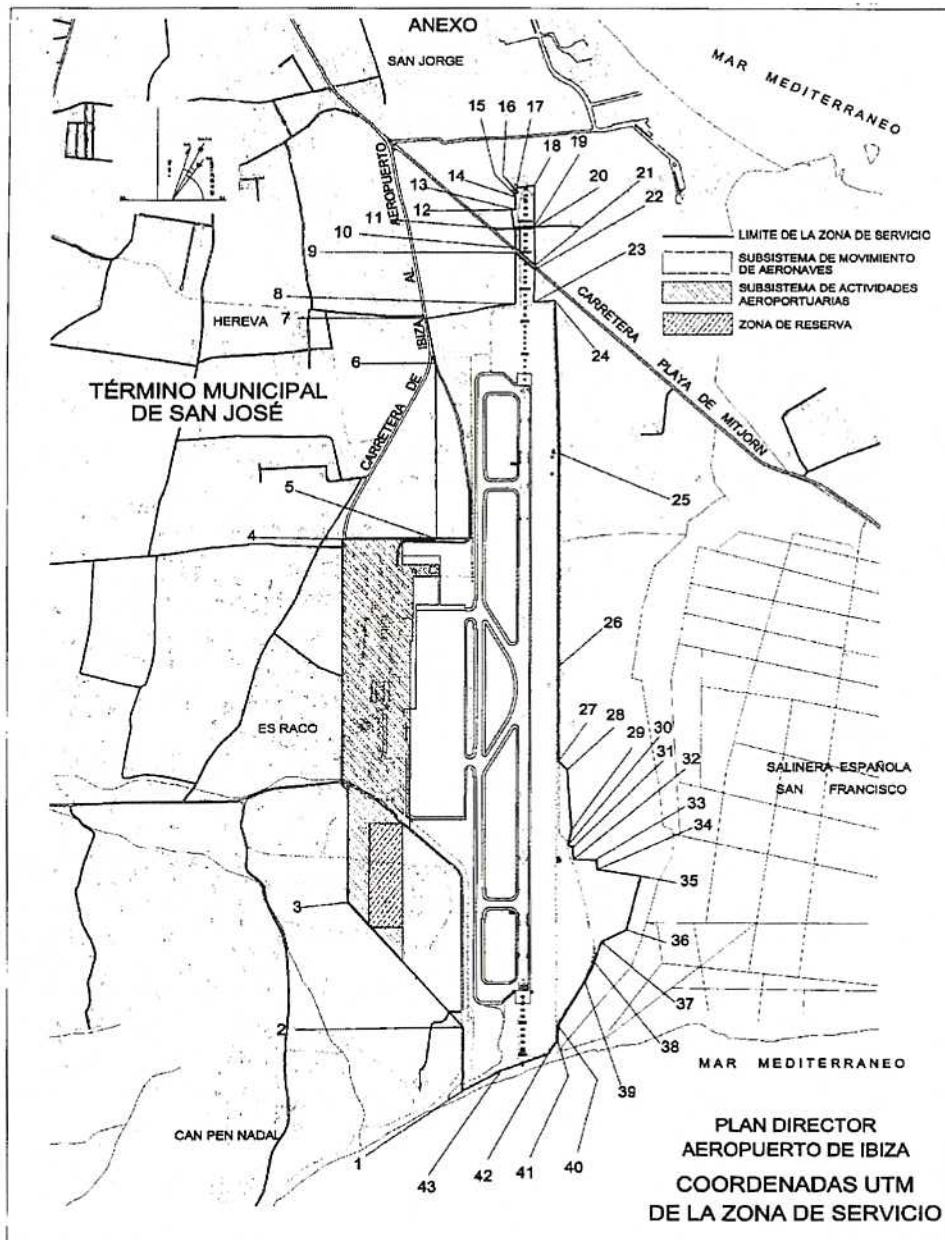 ANEXO
SAN JORGE
MAR MEDITERRANEO
15
16
17
18
19
20
21
22
14
13
12
11
10
9
8
7
6
23
24
AEROPUERTO
AL
IBIZA
CARRETERA DE
LIMITE DE LA ZONA DE SERVICIO
SUBSISTEMA DE MOVIMIENTO
DE AERONAVES
SUBSISTEMA DE ACTIVIDADES
AEROPORTUARIAS
ZONA DE RESERVA
HEREVA
CARRETERA PLAYA DE MITJORN
TÉRMINO MUNICIPAL
DE SAN JOSÉ
5
4
25
26
27
28
29
30
31
32
33
34
35
36
37
38
39
40
41
42
43
ES RACO
SALINERA ESPAÑOLA
SAN FRANCISCO
3
2
1
CAN PEN NADAL
MAR MEDITERRANEO
PLAN DIRECTOR
AEROPUERTO DE IBIZA
COORDENADAS UTM
DE LA ZONA DE SERVICIO